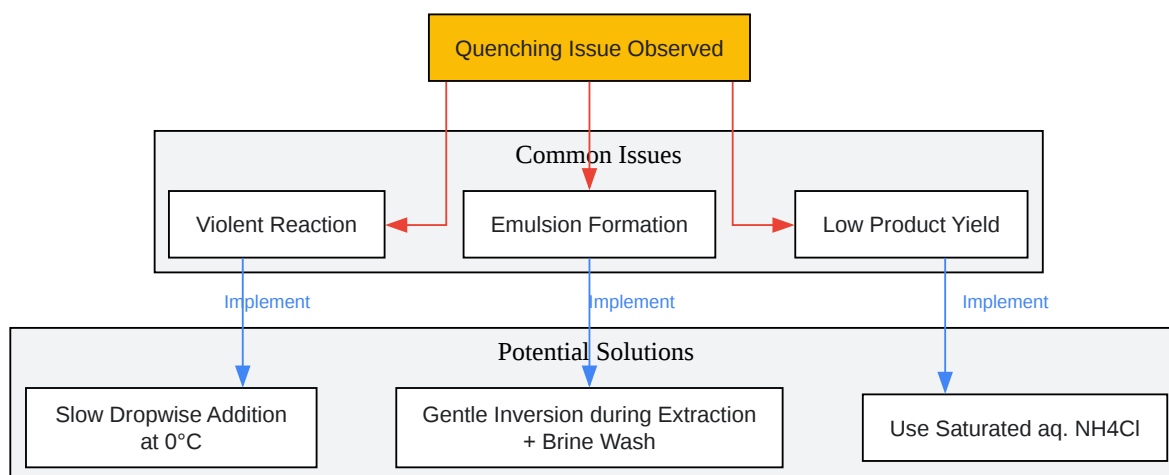 Quenching Issue Observed
Common Issues
Violent Reaction
Emulsion Formation
Low Product Yield
Implement
Implement
Implement
Potential Solutions
Slow Dropwise Addition
at 0°C
Gentle Inversion during Extraction
+ Brine Wash
Use Saturated aq. NH4Cl